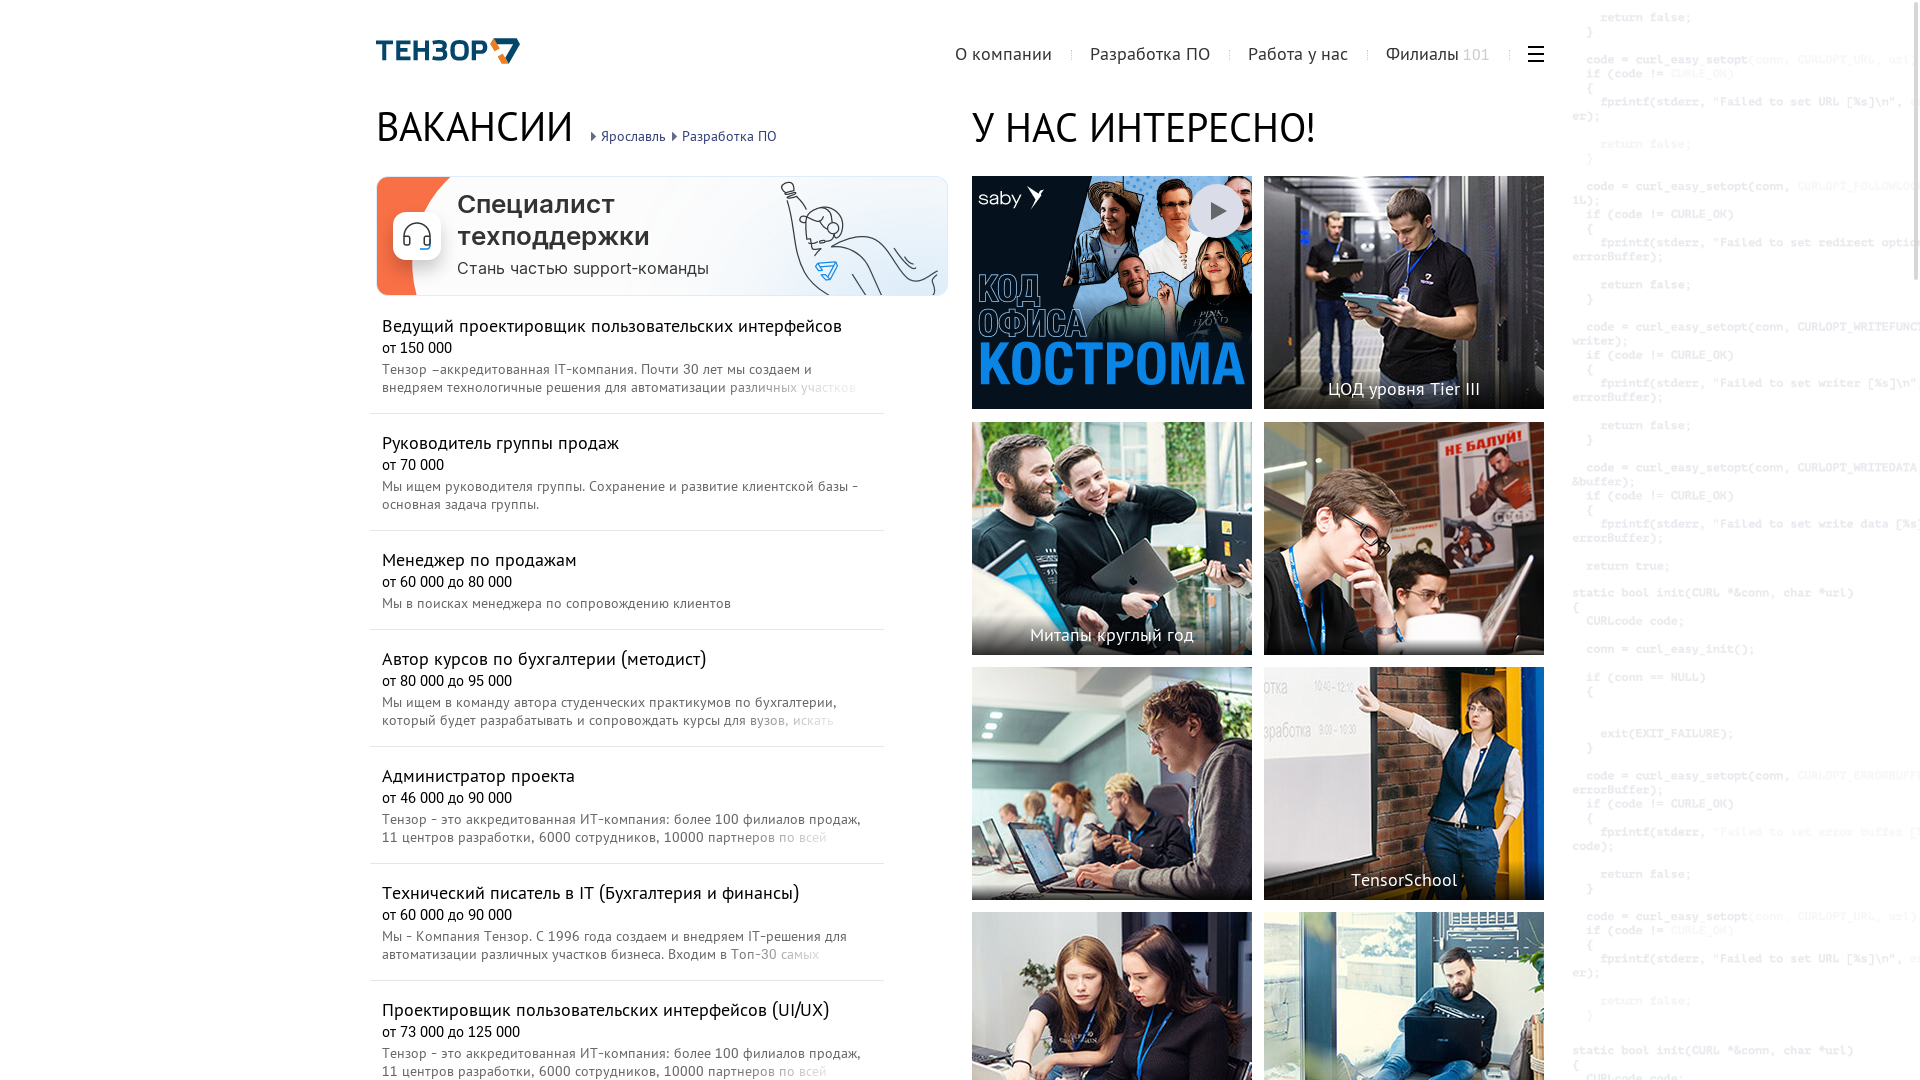 ТЕНЗОР
О компании
Разработка ПО
Работа у нас
Филиалы 101
ВАКАНСИИ
Ярославль
Разработка ПО
Специалист
техподдержки
Стань частью support-команды
Ведущий проектировщик пользовательских интерфейсов
от 150 000
Тензор –аккредитованная IT-компания. Почти 30 лет мы создаем и
внедряем технологичные решения для автоматизации различных участков
Руководитель группы продаж
от 70 000
Мы ищем руководителя группы. Сохранение и развитие клиентской базы -
основная задача группы.
Менеджер по продажам
от 60 000 до 80 000
Мы в поисках менеджера по сопровождению клиентов
Автор курсов по бухгалтерии (методист)
от 80 000 до 95 000
Мы ищем в команду автора студенческих практикумов по бухгалтерии,
который будет разрабатывать и сопровождать курсы для вузов, искать
Администратор проекта
от 46 000 до 90 000
Тензор - это аккредитованная ИТ-компания: более 100 филиалов продаж,
11 центров разработки, 6000 сотрудников, 10000 партнеров по всей
Технический писатель в IT (Бухгалтерия и финансы)
от 60 000 до 90 000
Мы - Компания Тензор. С 1996 года создаем и внедряем IT-решения для
автоматизации различных участков бизнеса. Входим в Топ-30 самых
Проектировщик пользовательских интерфейсов (UI/UX)
от 73 000 до 125 000
Тензор - это аккредитованная ИТ-компания: более 100 филиалов продаж,
11 центров разработки, 6000 сотрудников, 10000 партнеров по всей
У НАС ИНТЕРЕСНО!
saby
КОД
ОФИСА
КОСТРОМА
PINK
FLOYD
ЦОД уровня Tier III
Митапы круглый год
НЕ БАЛУЙ!
10:40 – 12:10
9:00 – 10:30
TensorSchool
return false;
}
code = curl_easy_setopt(conn, CURLOPT_URL, url)
if (code != CURLE_OK)
{
fprintf(stderr, "Failed to set URL [%s]\n",
er);
return false;
}
code = curl_easy_setopt(conn,
1L);
if (code != CURLE_OK)
{
fprintf(stderr, "Failed to set redirect
errorBuffer);
return false;
}
code = curl_easy_setopt(conn,
writer);
if (code != CURLE_OK)
{
fprintf(stderr, "Failed to set writer [%s]\n"
errorBuffer);
return false;
}
code = curl_easy_setopt(conn, CURLOPT_WRITEDATA
&buffer);
if (code != CURLE_OK)
{
fprintf(stderr, "Failed to set write data
errorBuffer);
return true;
static bool init(CURL *&conn, char *url)
{
CURLcode code;
conn = curl_easy_init();
if (conn == NULL)
{
exit(EXIT_FAILURE);
}
code = curl_easy_setopt(conn,
errorBuffer);
if (code != CURLE_OK)
{
fprintf(stderr, "Failed to set error Buffer
code);
return false;
}
code = curl_easy_setopt(conn, CURLOPT_URL, url)
if (code != CURLE_OK)
{
fprintf(stderr, "Failed to set URL [%s]\n",
er);
return false;
}
static bool init(CURL *&conn, char *url)
{
CURLcode code;